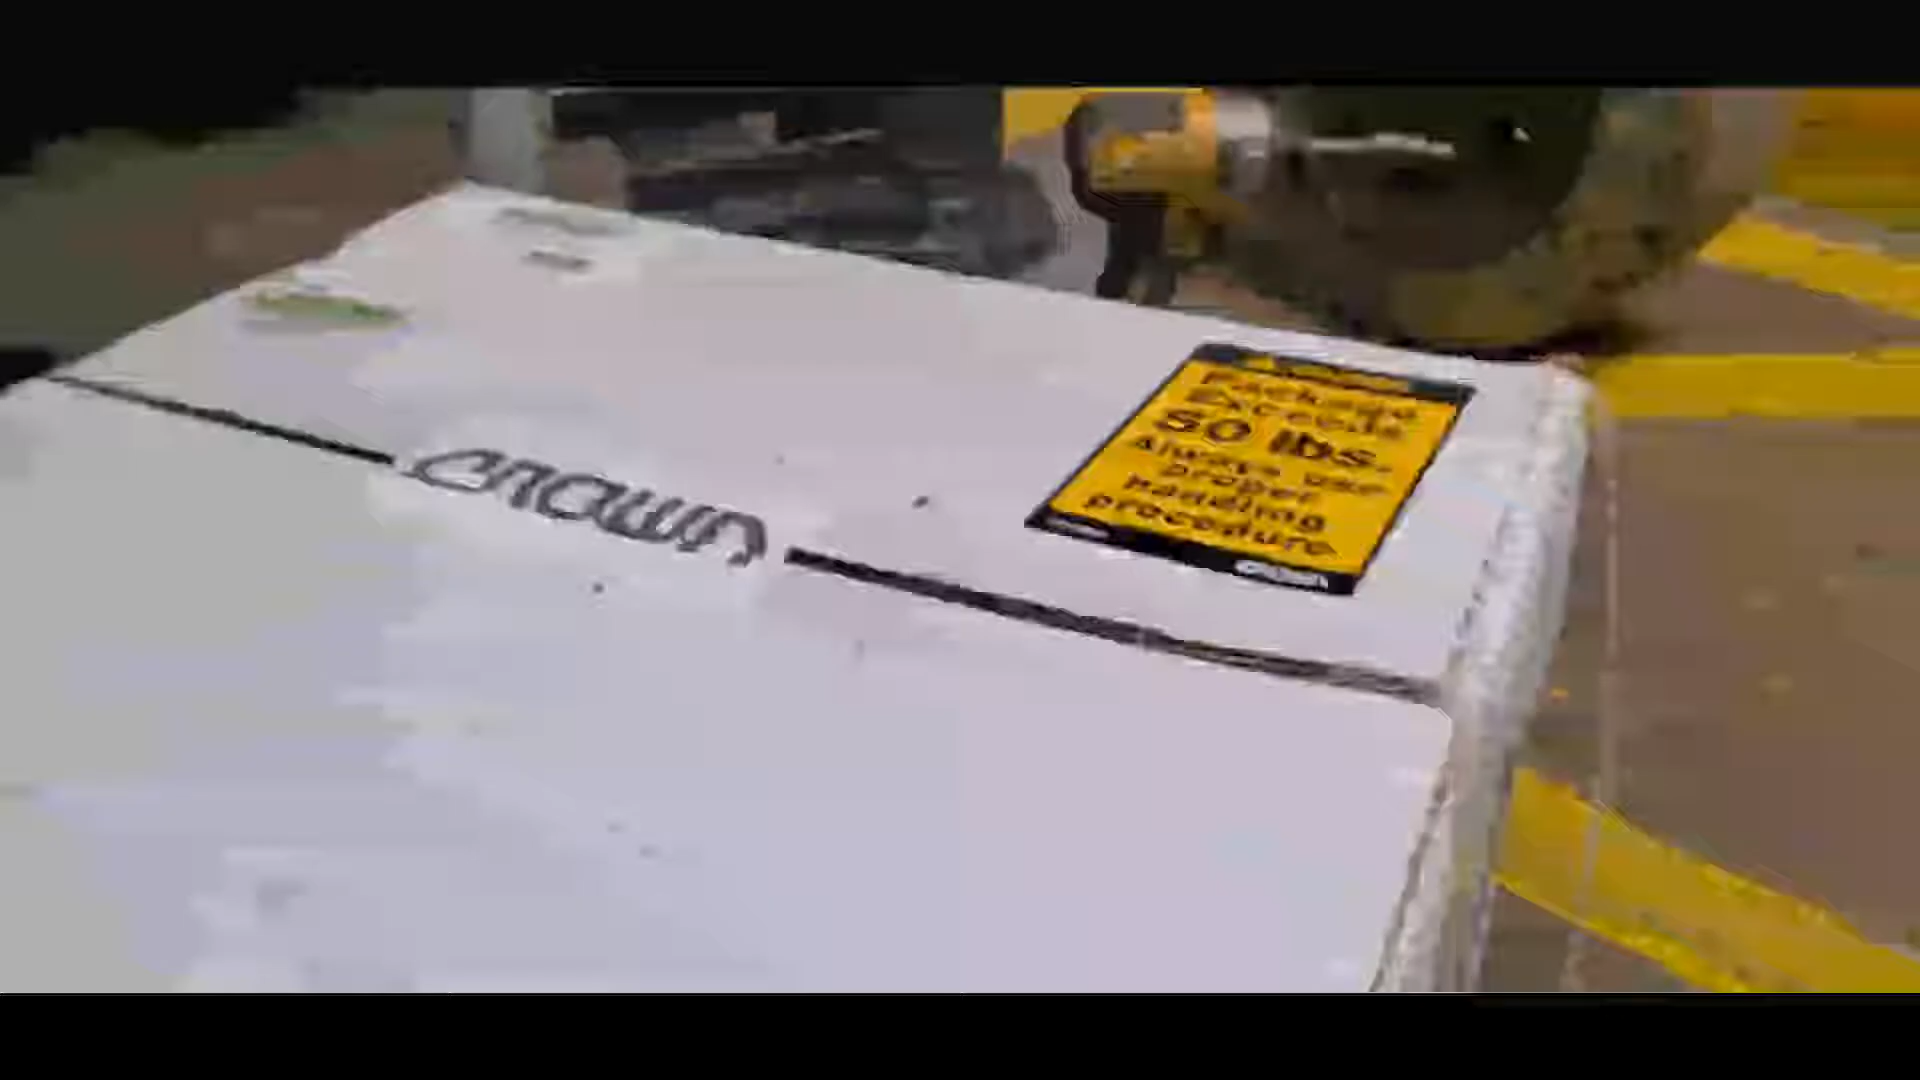 crown
Package
Exceeds
50 lbs.
Always use
proper
handling
procedure